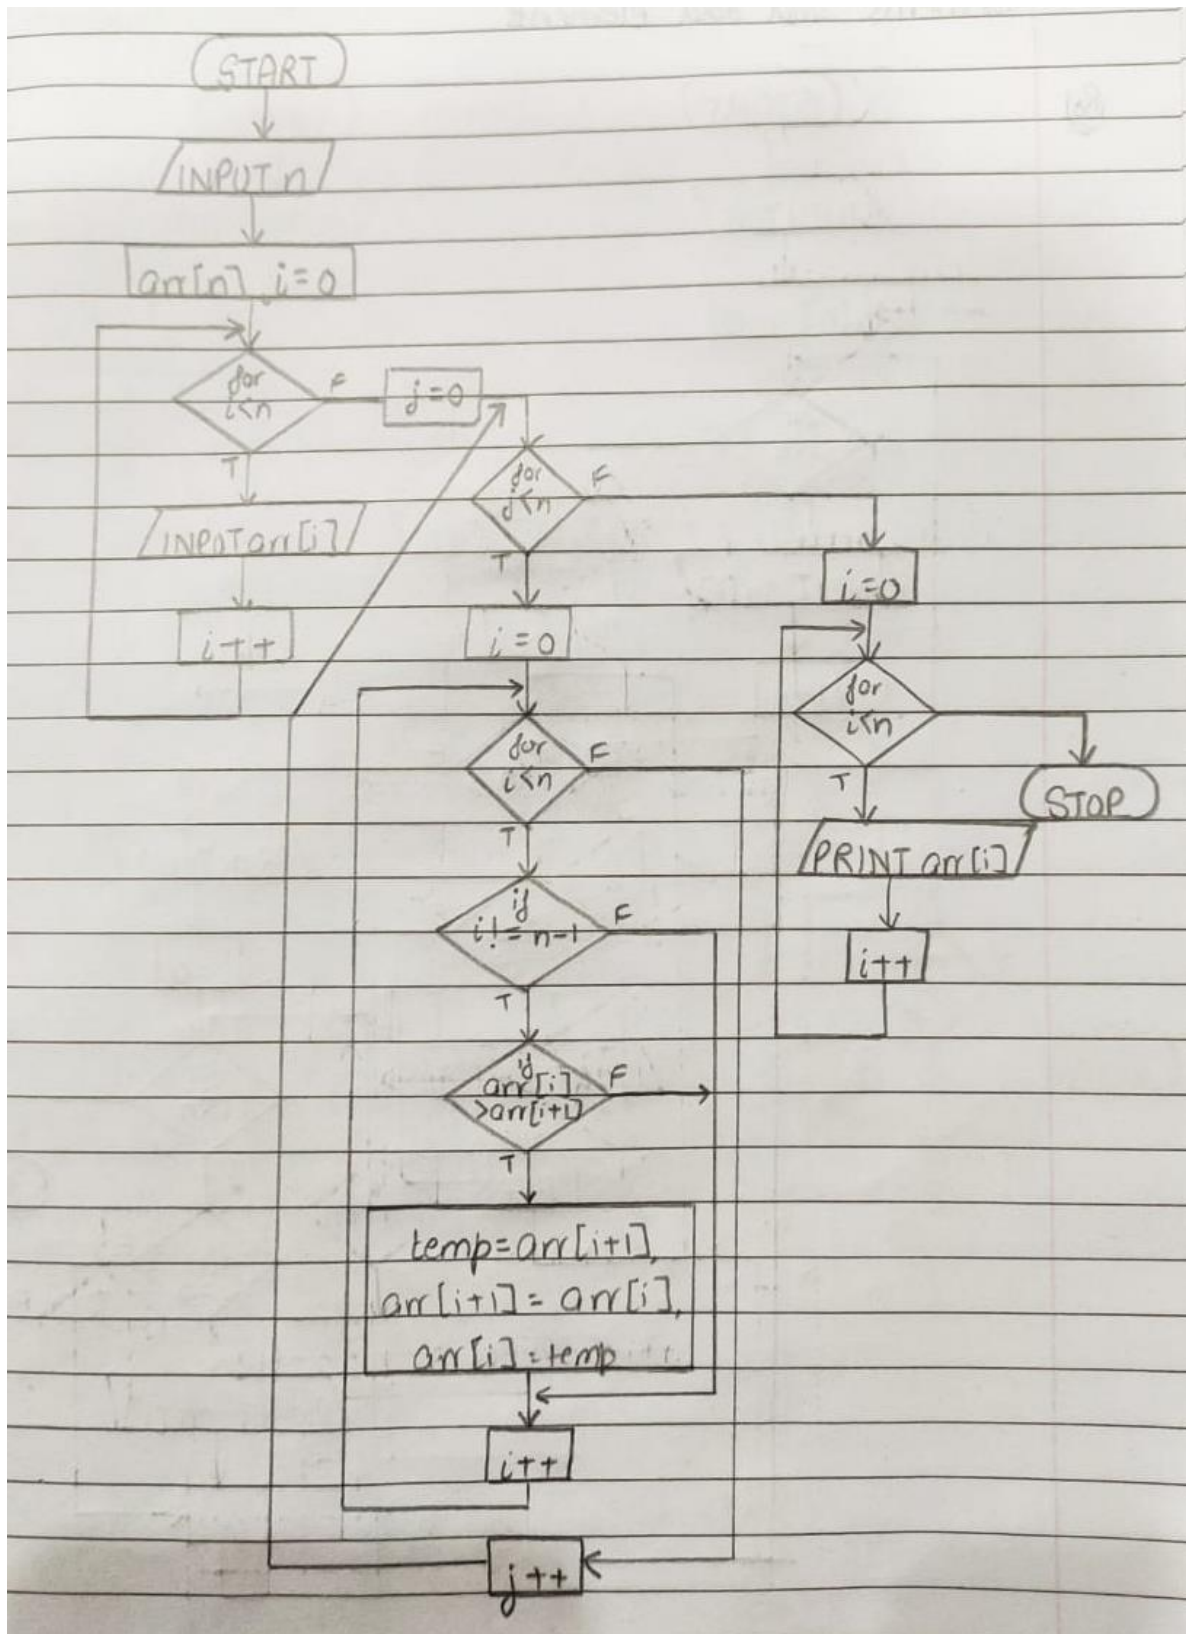 START
INPUT n
arr[n], i=0
for
i<n
F
T
INPUT arr[i]
i++
j=0
for
j<n
F
T
i=0
for
i<n
F
T
if
i!=n-1
F
T
if
arr[i]
>arr[i+1]
F
T
temp=arr[i+1],
arr[i+1]=arr[i],
arr[i]=temp
i++
j++
i=0
for
i<n
T
STOP
PRINT arr[i]
i++